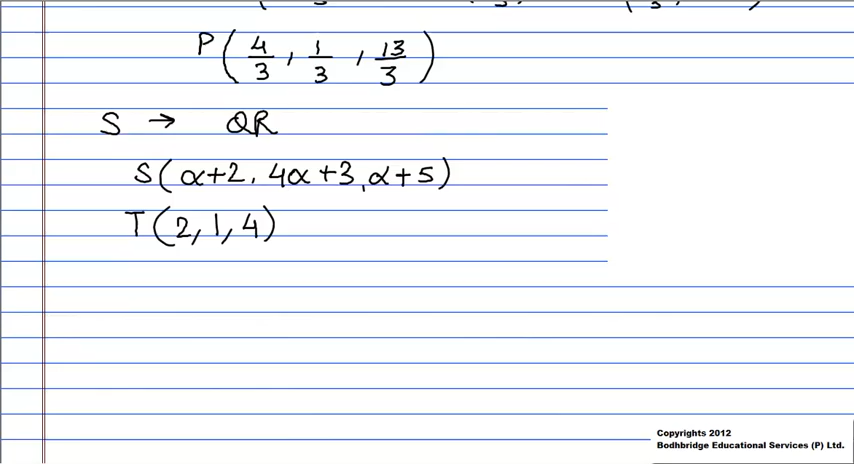 P(4/3, 1/3, 13/3)
S → QR
S(α+2, 4α+3, α+5)
T(2, 1, 4)
Copyrights 2012
Bodhbridge Educational Services (P) Ltd.